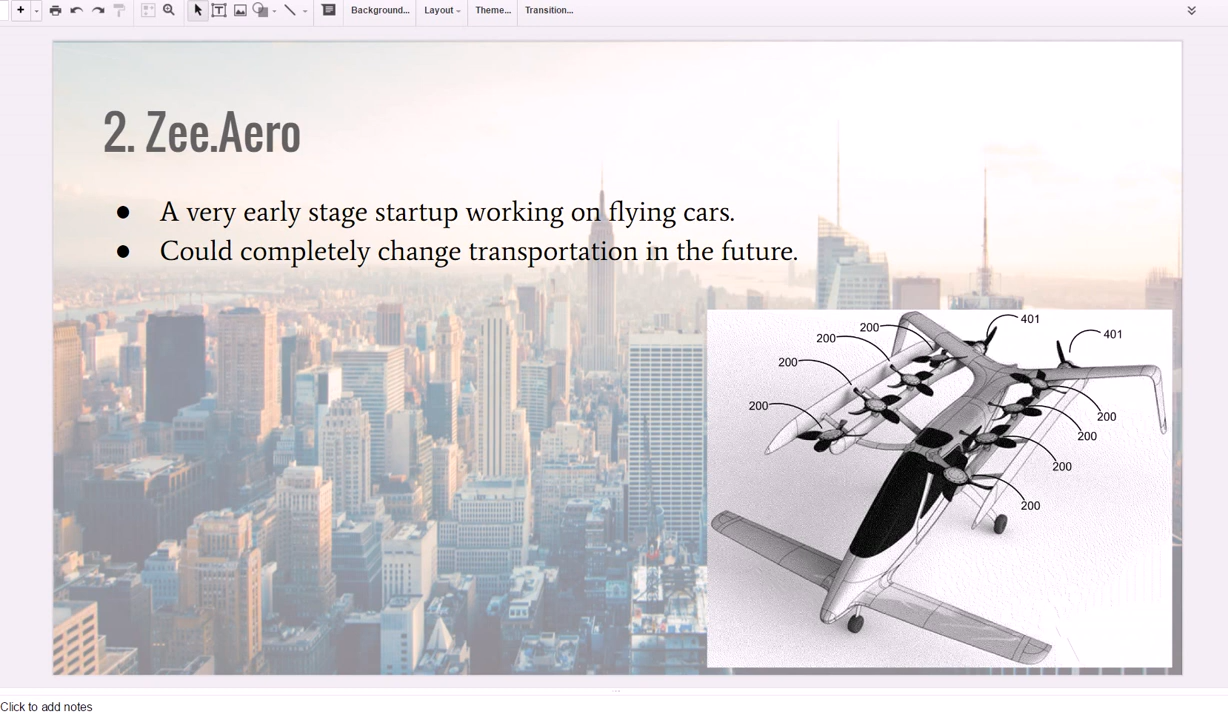 Background... Layout Theme... Transition...
2. Zee.Aero
● A very early stage startup working on flying cars.
● Could completely change transportation in the future.
401
200
401
200
200
200
200
200
200
200
Click to add notes